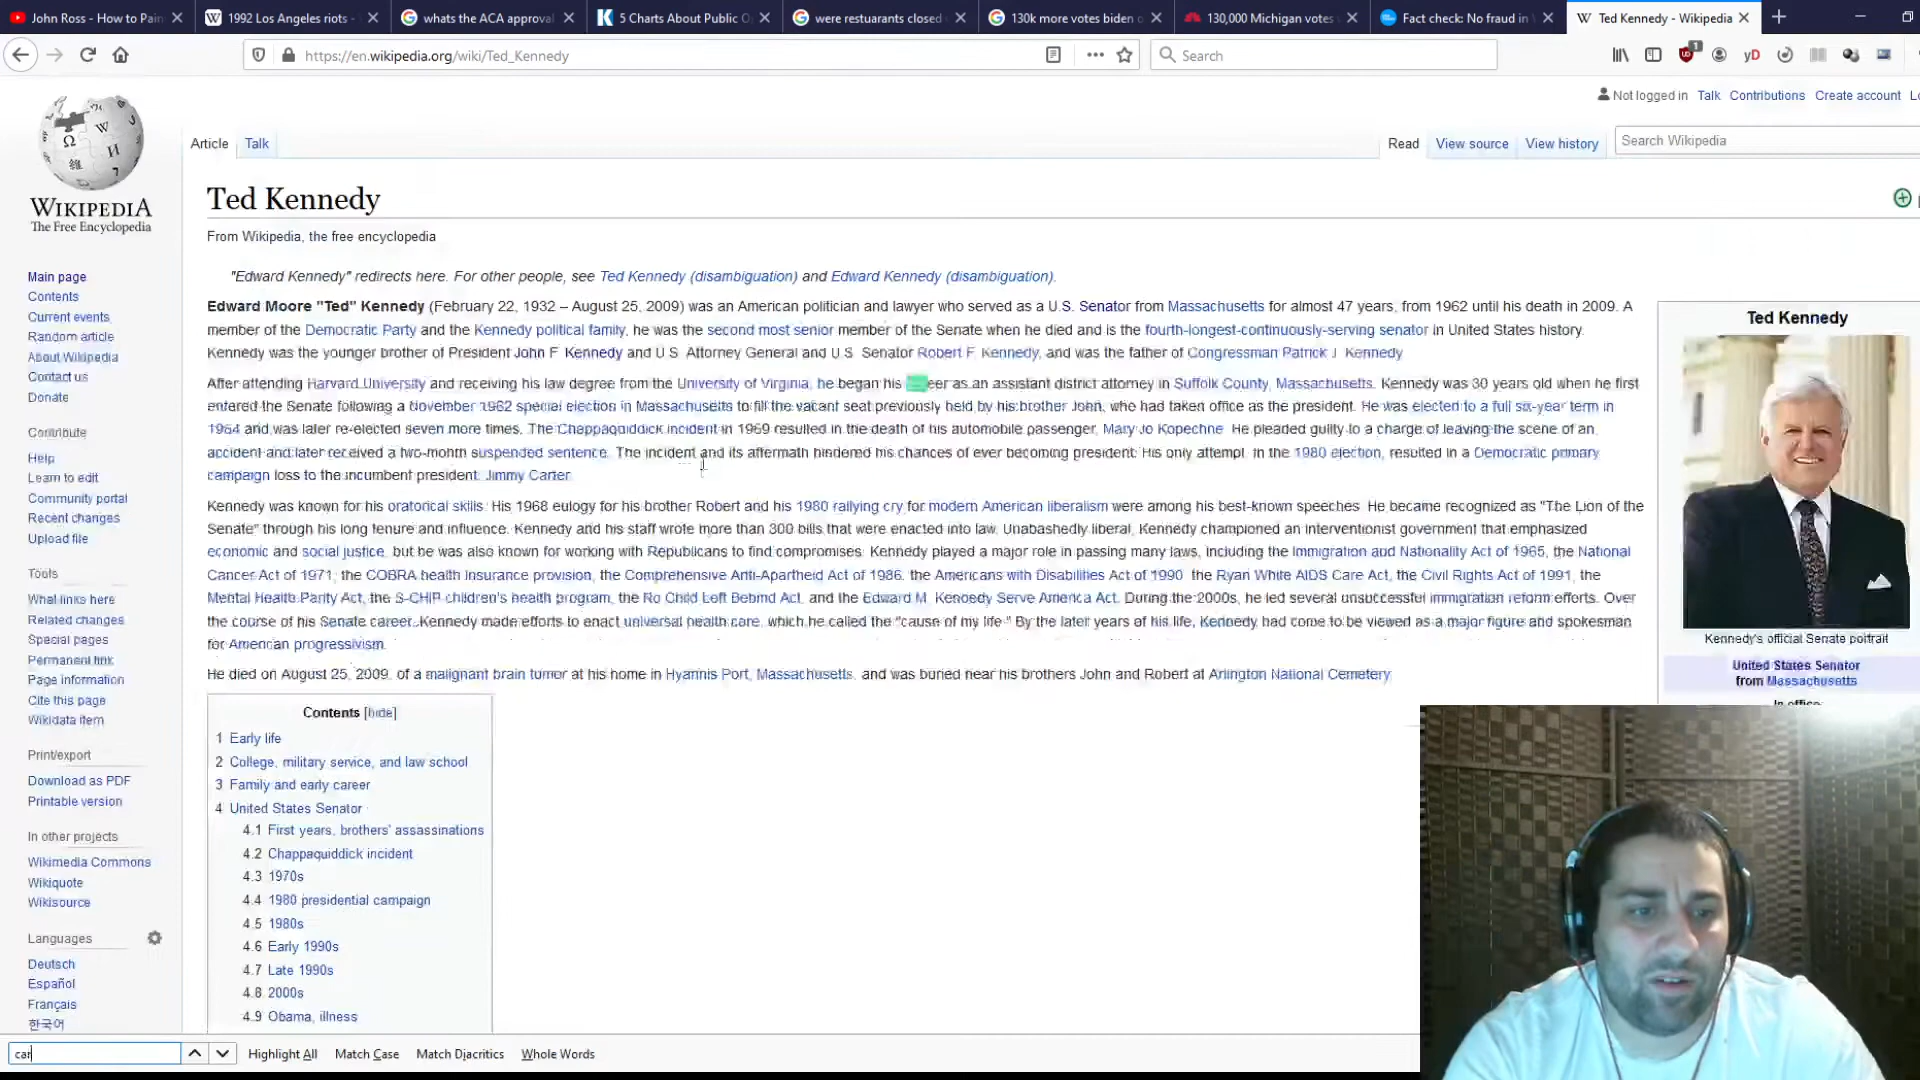 John Ross - How to Pain
1992 Los Angeles riots -
whats the ACA approval
5 Charts About Public O
were restuarants closed
130k more votes biden o
130,000 Michigan votes
Fact check: No fraud in
Ted Kennedy - Wikipedia
https://en.wikipedia.org/wiki/Ted_Kennedy
Search
Not logged in Talk Contributions Create account Lo
Article Talk
Read View source View history
Search Wikipedia
WIKIPEDIA
The Free Encyclopedia
Main page
Contents
Current events
Random article
About Wikipedia
Contact us
Donate
Contribute
Help
Learn to edit
Community portal
Recent changes
Upload file
Tools
What links here
Related changes
Special pages
Permanent link
Page information
Cite this page
Wikidata item
Print/export
Download as PDF
Printable version
In other projects
Wikimedia Commons
Wikiquote
Wikisource
Languages
Deutsch
Español
Français
한국어
Ted Kennedy
From Wikipedia, the free encyclopedia
"Edward Kennedy" redirects here. For other people, see Ted Kennedy (disambiguation) and Edward Kennedy (disambiguation).
Edward Moore "Ted" Kennedy (February 22, 1932 – August 25, 2009) was an American politician and lawyer who served as a U.S. Senator from Massachusetts for almost 47 years, from 1962 until his death in 2009. A
member of the Democratic Party and the Kennedy political family, he was the second most senior member of the Senate when he died and is the fourth-longest-continuously-serving senator in United States history.
Kennedy was the younger brother of President John F. Kennedy and U.S. Attorney General and U.S. Senator Robert F. Kennedy, and was the father of Congressman Patrick J. Kennedy.
After attending Harvard University and receiving his law degree from the University of Virginia, he began his eer as an assistant district attorney in Suffolk County, Massachusetts. Kennedy was 30 years old when he first
entered the Senate following a November 1962 special election in Massachusetts to fill the vacant seat previously held by his brother John, who had taken office as the president. He was elected to a full six-year term in
1964 and was later re-elected seven more times. The Chappaquiddick incident in 1969 resulted in the death of his automobile passenger, Mary Jo Kopechne. He pleaded guilty to a charge of leaving the scene of an
accident and later received a two-month suspended sentence. The incident and its aftermath hindered his chances of ever becoming president. His only attempt, in the 1980 election, resulted in a Democratic primary
campaign loss to the incumbent president, Jimmy Carter.
Kennedy was known for his oratorical skills. His 1968 eulogy for his brother Robert and his 1980 rallying cry for modern American liberalism were among his best-known speeches. He became recognized as "The Lion of the
Senate" through his long tenure and influence. Kennedy and his staff wrote more than 300 bills that were enacted into law. Unabashedly liberal, Kennedy championed an interventionist government that emphasized
economic and social justice, but he was also known for working with Republicans to find compromises. Kennedy played a major role in passing many laws, including the Immigration and Nationality Act of 1965, the National
Cancer Act of 1971, the COBRA health insurance provision, the Comprehensive Anti-Apartheid Act of 1986, the Americans with Disabilities Act of 1990, the Ryan White AIDS Care Act, the Civil Rights Act of 1991, the
Mental Health Parity Act, the S-CHIP children's health program, the No Child Left Behind Act, and the Edward M. Kennedy Serve America Act. During the 2000s, he led several unsuccessful immigration reform efforts. Over
the course of his Senate career, Kennedy made efforts to enact universal health care, which he called the "cause of my life." By the later years of his life, Kennedy had come to be viewed as a major figure and spokesman
for American progressivism.
He died on August 25, 2009, of a malignant brain tumor at his home in Hyannis Port, Massachusetts, and was buried near his brothers John and Robert at Arlington National Cemetery.
Contents [hide]
1 Early life
2 College, military service, and law school
3 Family and early career
4 United States Senator
4.1 First years, brothers' assassinations
4.2 Chappaquiddick incident
4.3 1970s
4.4 1980 presidential campaign
4.5 1980s
4.6 Early 1990s
4.7 Late 1990s
4.8 2000s
4.9 Obama, illness
Ted Kennedy
Kennedy's official Senate portrait
United States Senator
from Massachusetts
In office
car
Highlight All Match Case Match Diacritics Whole Words